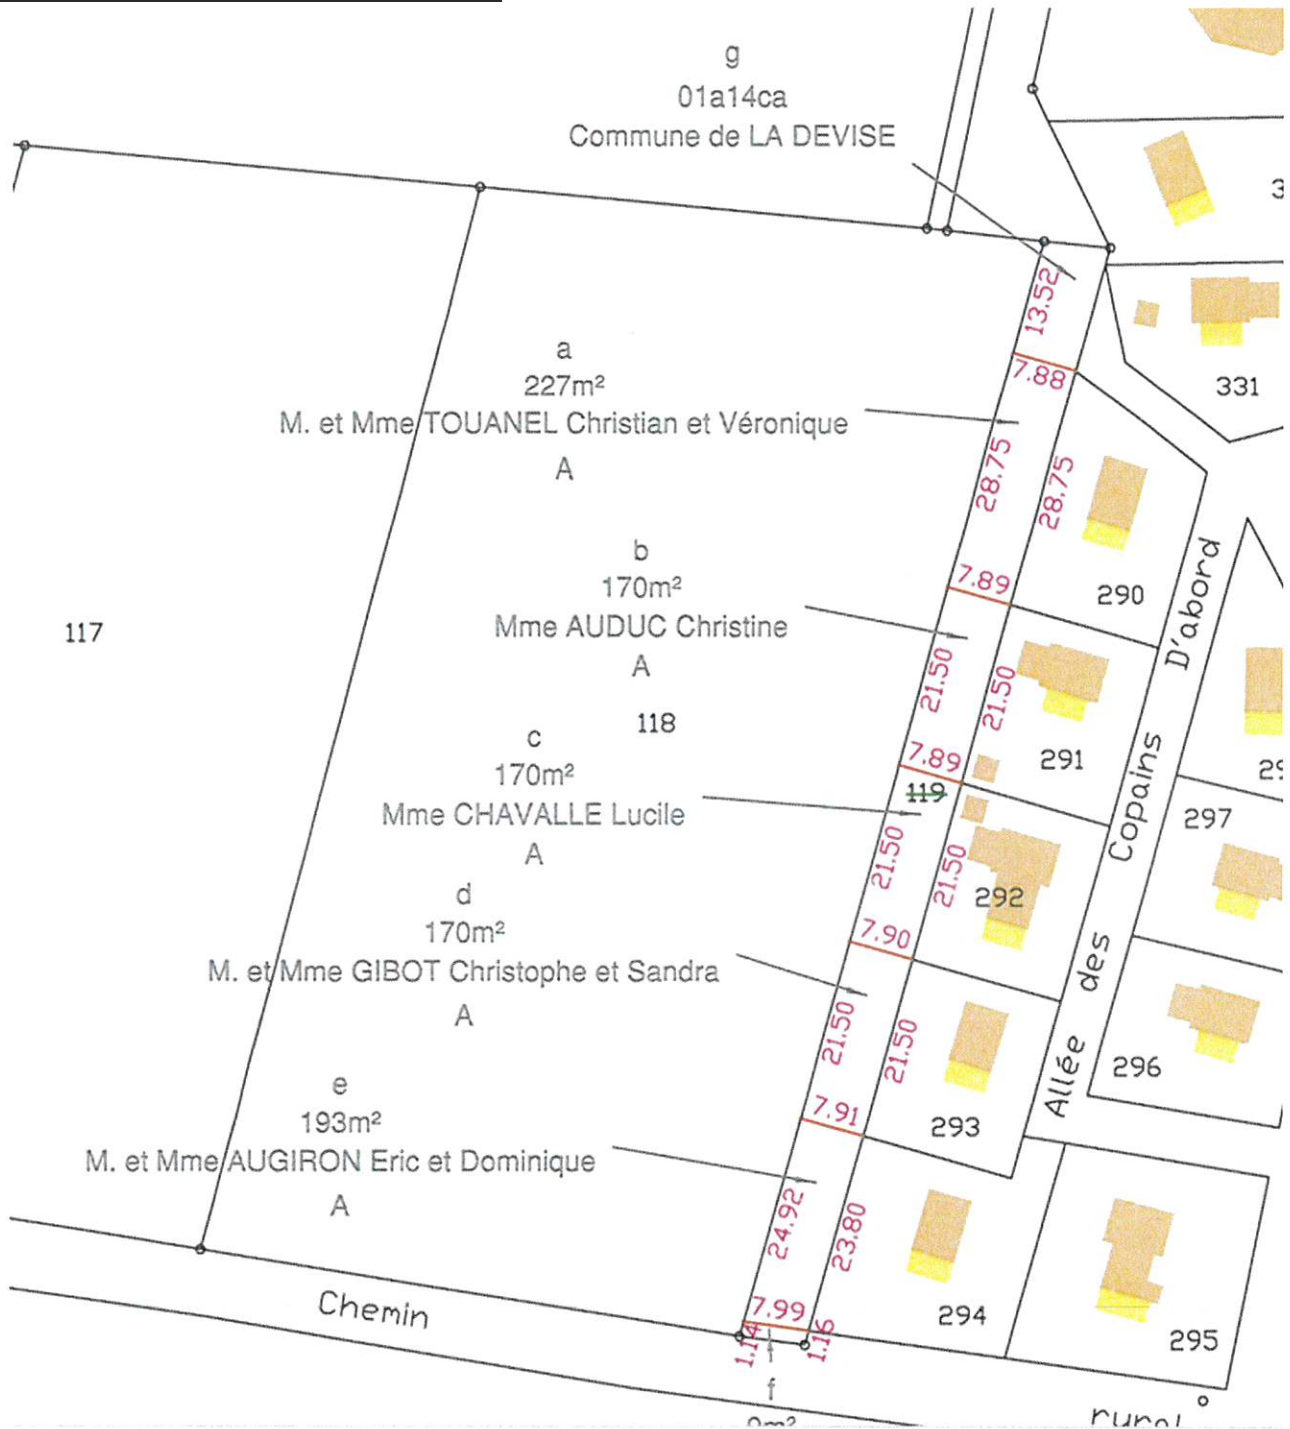 g
01a14ca
Commune de LA DEVISE
13.52
7.88
331
a
227m²
M. et Mme TOUANEL Christian et Véronique
A
28.75
28.75
7.89
290
b
170m²
Mme AUDUC Christine
A
117
21.50
21.50
D'abord
118
c
170m²
Mme CHAVALLE Lucile
A
7.89
291
119
21.50
21.50
Copains
297
292
d
170m²
M. et Mme GIBOT Christophe et Sandra
A
7.90
des
21.50
21.50
Allée
296
e
193m²
M. et Mme AUGIRON Eric et Dominique
A
7.91
293
24.92
23.80
Chemin
7.99
294
295
1.14
1.16
f
rural